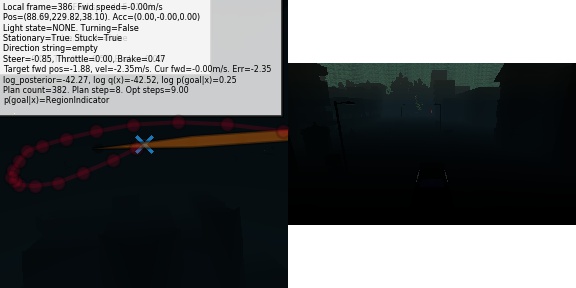 Local frame=386. Fwd speed=-0.00m/s
Pos=(88.69,229.82,38.10). Acc=(0.00,-0.00,0.00)
Light state=NONE. Turning=False
Stationary=True. Stuck=True
Direction string=empty
Steer=-0.85, Throttle=0.00, Brake=0.47
Target fwd pos=-1.88, vel=-2.35m/s. Cur fwd=-0.00m/s. Err=-2.35
log_posterior=-42.27, log q(x)=-42.52, log p(goal|x)=0.25
Plan count=382. Plan step=8. Opt steps=9.00
p(goal|x)=RegionIndicator